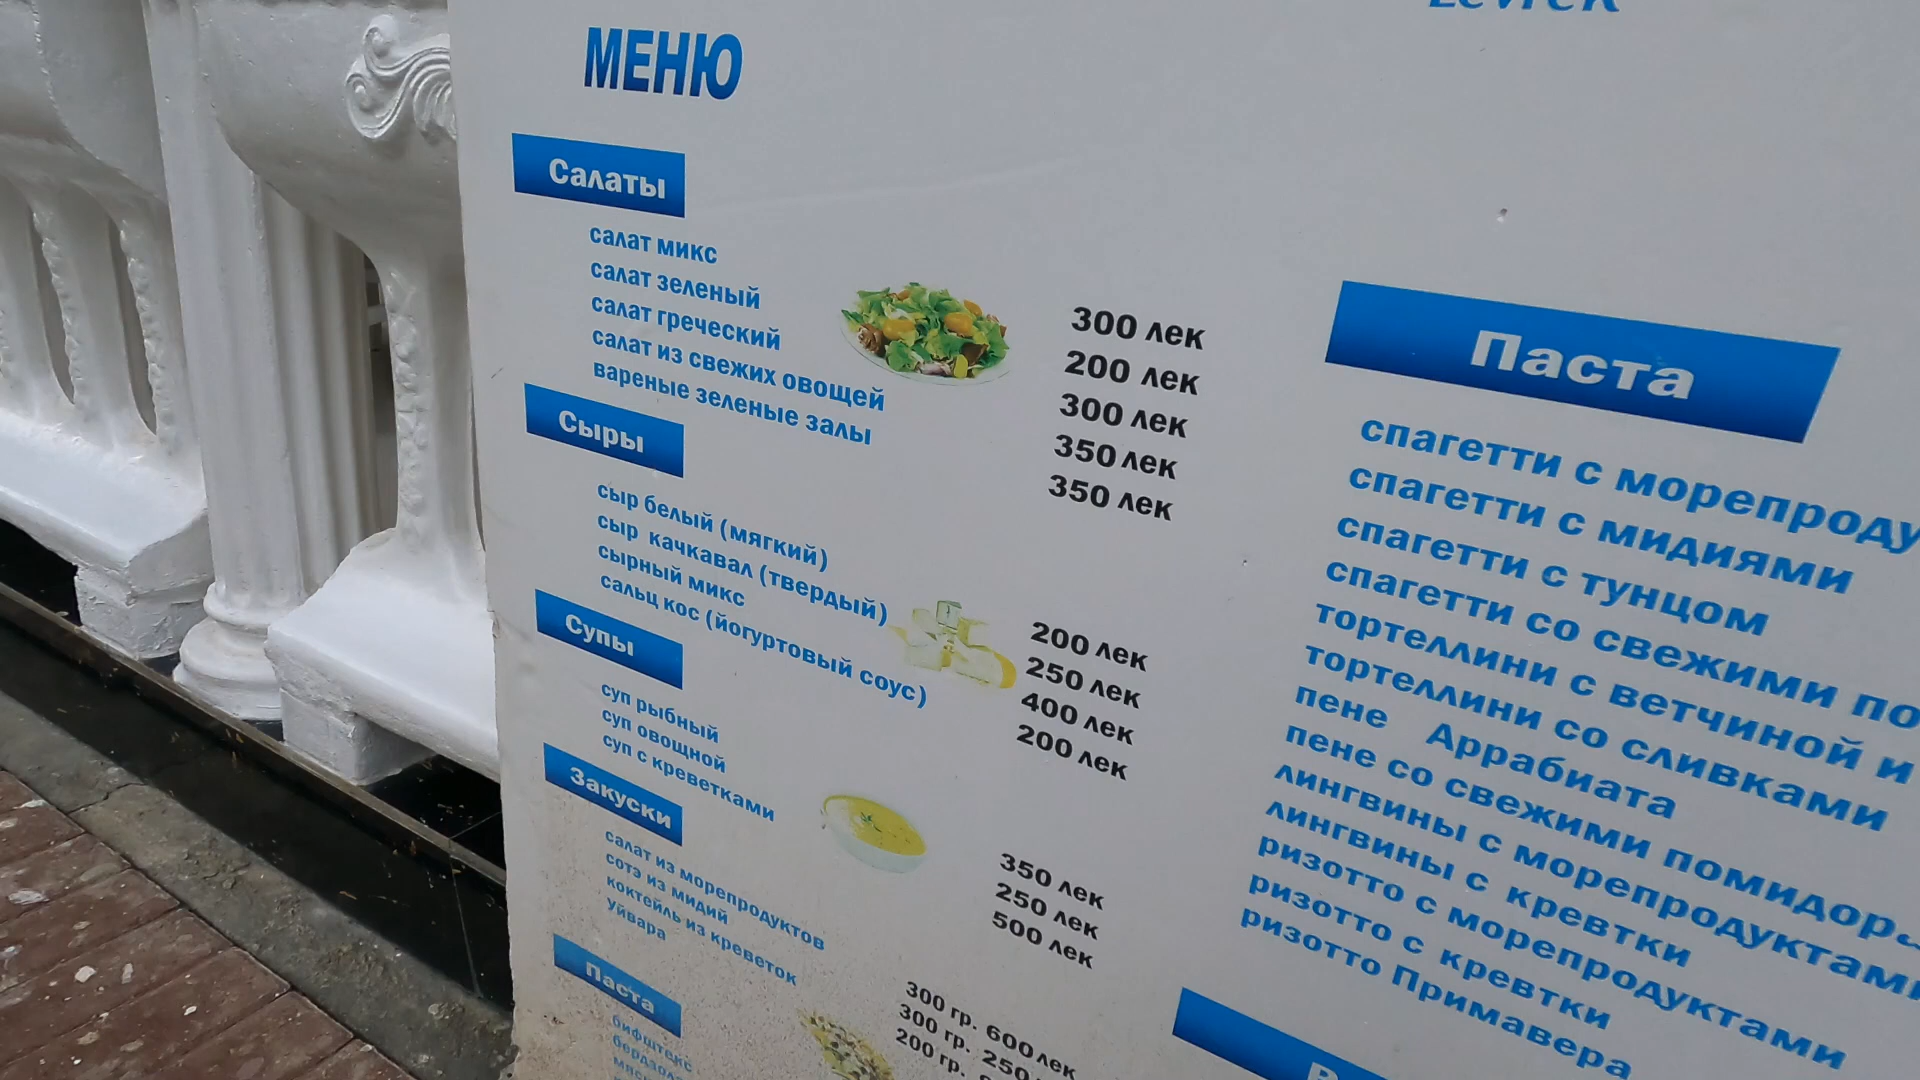 Levrek
МЕНЮ
Салаты
салат микс
салат зеленый
салат греческий
салат из свежих овощей
вареные зеленые залы
300 лек
200 лек
300 лек
350 лек
350 лек
Сыры
сыр белый (мягкий)
сыр качкавал (твердый)
сырный микс
сальц кос (йогуртовый соус)
200 лек
250 лек
400 лек
200 лек
Супы
суп рыбный
суп овощной
суп с креветками
350 лек
250 лек
500 лек
Закуски
салат из морепродуктов
сотэ из мидий
коктейль из креветок
уйвара
300 гр. 600 лек
300 гр. 250
200 гр.
Паста
бифштекс
Паста
спагетти с морепроду
спагетти с мидиями
спагетти с тунцом
спагетти со свежими по
тортеллини с ветчиной и
тортеллини со сливками
пене Аррабиата
пене со свежими помидор
лингвины с морепродуктами
лингвины с кревтки
ризотто с морепродуктами
ризотто с кревтки
ризотто Примавера